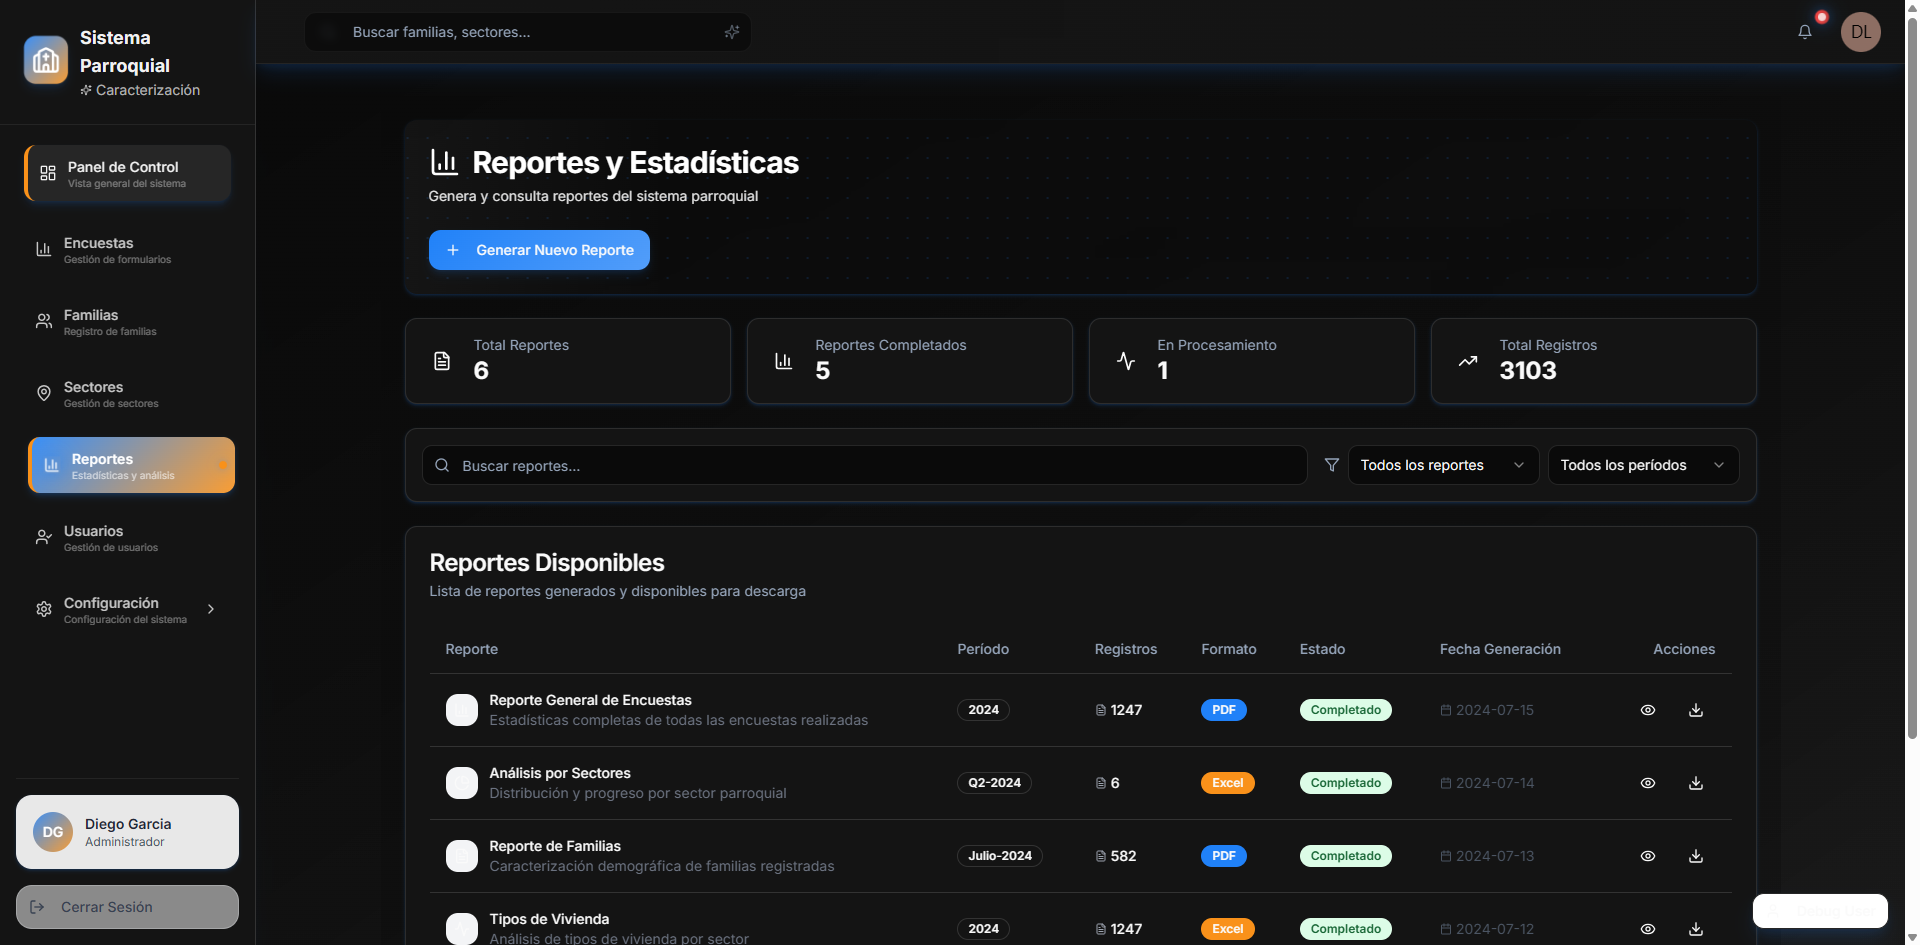 Sistema
Parroquial
Caracterización
Buscar familias, sectores...
DL
Panel de Control
Vista general del sistema
Encuestas
Gestión de formularios
Familias
Registro de familias
Sectores
Gestión de sectores
Reportes
Estadísticas y análisis
Usuarios
Gestión de usuarios
Configuración
Configuración del sistema
DG
Diego Garcia
Administrador
Cerrar Sesión
Reportes y Estadísticas
Genera y consulta reportes del sistema parroquial
Generar Nuevo Reporte
Total Reportes
6
Reportes Completados
5
En Procesamiento
1
Total Registros
3103
Buscar reportes...
Todos los reportes
Todos los períodos
Reportes Disponibles
Lista de reportes generados y disponibles para descarga
Reporte Período Registros Formato Estado Fecha Generación Acciones
Reporte General de Encuestas
Estadísticas completas de todas las encuestas realizadas
2024 1247 PDF Completado 2024-07-15
Análisis por Sectores
Distribución y progreso por sector parroquial
Q2-2024 6 Excel Completado 2024-07-14
Reporte de Familias
Caracterización demográfica de familias registradas
Julio-2024 582 PDF Completado 2024-07-13
Tipos de Vivienda
Análisis de tipos de vivienda por sector
2024 1247 Excel Completado 2024-07-12